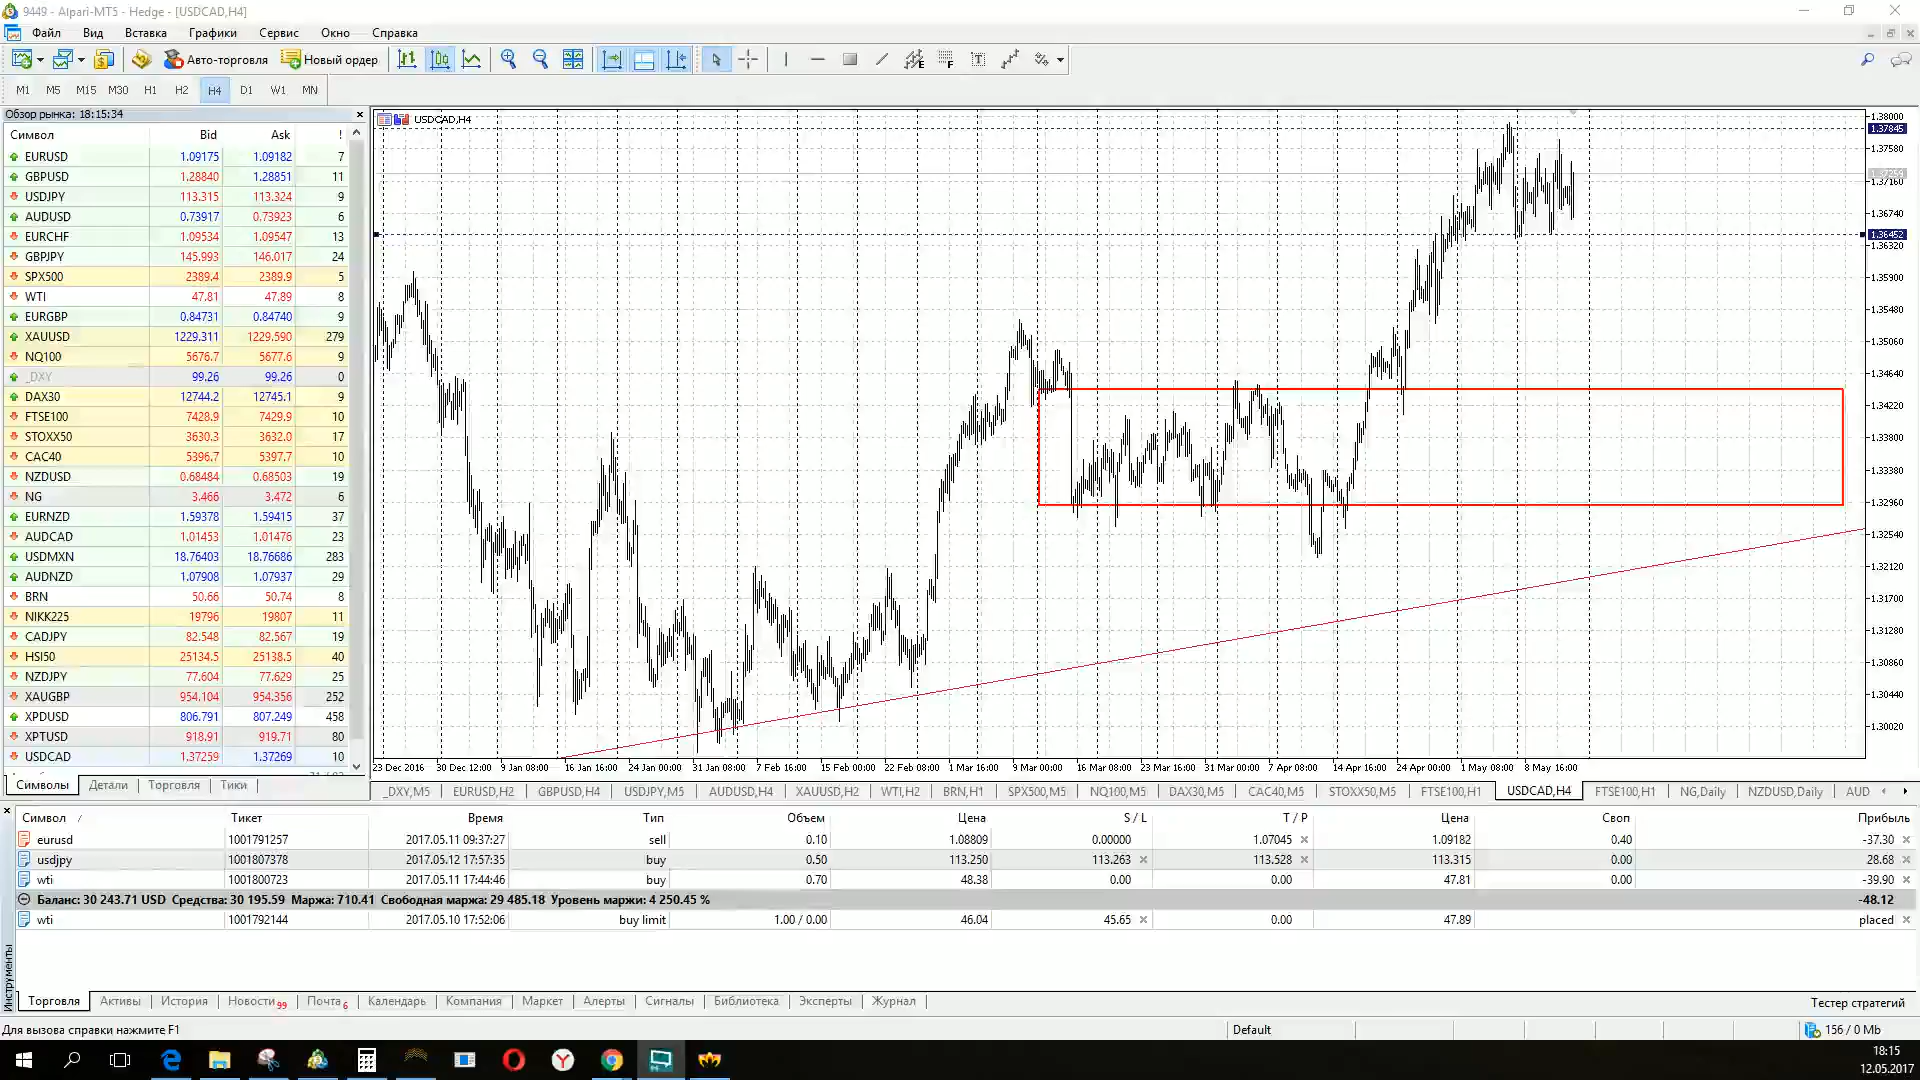 9449 - Alpari-MT5 - Hedge - [USDCAD,H4]
Файл Вид Вставка Графики Сервис Окно Справка
Авто-торговля Новый ордер
M1 M5 M15 M30 H1 H2 H4 D1 W1 MN
Обзор рынка: 18:15:34
Символ Bid Ask !
EURUSD 1.09175 1.09182 7
GBPUSD 1.28840 1.28851 11
USDJPY 113.315 113.324 9
AUDUSD 0.73917 0.73923 6
EURCHF 1.09534 1.09547 13
GBPJPY 145.993 146.017 24
SPX500 2389.4 2389.9 5
WTI 47.81 47.89 8
EURGBP 0.84731 0.84740 9
XAUUSD 1229.311 1229.590 279
NQ100 5676.7 5677.6 9
_DXY 99.26 99.26 0
DAX30 12744.2 12745.1 9
FTSE100 7428.9 7429.9 10
STOXX50 3630.3 3632.0 17
CAC40 5396.7 5397.7 10
NZDUSD 0.68484 0.68503 19
NG 3.466 3.472 6
EURNZD 1.59378 1.59415 37
AUDCAD 1.01453 1.01476 23
USDMXN 18.76403 18.76686 283
AUDNZD 1.07908 1.07937 29
BRN 50.66 50.74 8
NIKK225 19796 19807 11
CADJPY 82.548 82.567 19
HSI50 25134.5 25138.5 40
NZDJPY 77.604 77.629 25
XAUGBP 954.104 954.356 252
XPDUSD 806.791 807.249 458
XPTUSD 918.91 919.71 80
USDCAD 1.37259 1.37269 10
Символы Детали Торговля Тики
USDCAD,H4
1.38000
1.37845
1.37580
1.37259
1.37160
1.36740
1.36452
1.36320
1.35900
1.35480
1.35060
1.34640
1.34220
1.33800
1.33380
1.32960
1.32540
1.32120
1.31700
1.31280
1.30860
1.30440
1.30020
23 Dec 2016 30 Dec 12:00 9 Jan 08:00 16 Jan 16:00 24 Jan 00:00 31 Jan 08:00 7 Feb 16:00 15 Feb 00:00 22 Feb 08:00 1 Mar 16:00 9 Mar 00:00 16 Mar 08:00 23 Mar 16:00 31 Mar 00:00 7 Apr 08:00 14 Apr 16:00 24 Apr 00:00 1 May 08:00 8 May 16:00
_DXY,M5 EURUSD,H2 GBPUSD,H4 USDJPY,M5 AUDUSD,H4 XAUUSD,H2 WTI,H2 BRN,H1 SPX500,M5 NQ100,M5 DAX30,M5 CAC40,M5 STOXX50,M5 FTSE100,H1 USDCAD,H4 FTSE100,H1 NG,Daily NZDUSD,Daily AUD
Символ / Тикет Время Тип Объем Цена S / L T / P Цена Своп Прибыль
eurusd 1001791257 2017.05.11 09:37:27 sell 0.10 1.08809 0.00000 1.07045 1.09182 0.40 -37.30
usdjpy 1001807378 2017.05.12 17:57:35 buy 0.50 113.250 113.263 113.528 113.315 0.00 28.68
wti 1001800723 2017.05.11 17:44:46 buy 0.70 48.38 0.00 0.00 47.81 0.00 -39.90
Баланс: 30 243.71 USD Средства: 30 195.59 Маржа: 710.41 Свободная маржа: 29 485.18 Уровень маржи: 4 250.45 % -48.12
wti 1001792144 2017.05.10 17:52:06 buy limit 1.00 / 0.00 46.04 45.65 0.00 47.89 placed
Инструменты
Торговля Активы История Новости 99 Почта 6 Календарь Компания Маркет Алерты Сигналы Библиотека Эксперты Журнал
Тестер стратегий
Для вызова справки нажмите F1 Default 156 / 0 Mb
18:15
12.05.2017